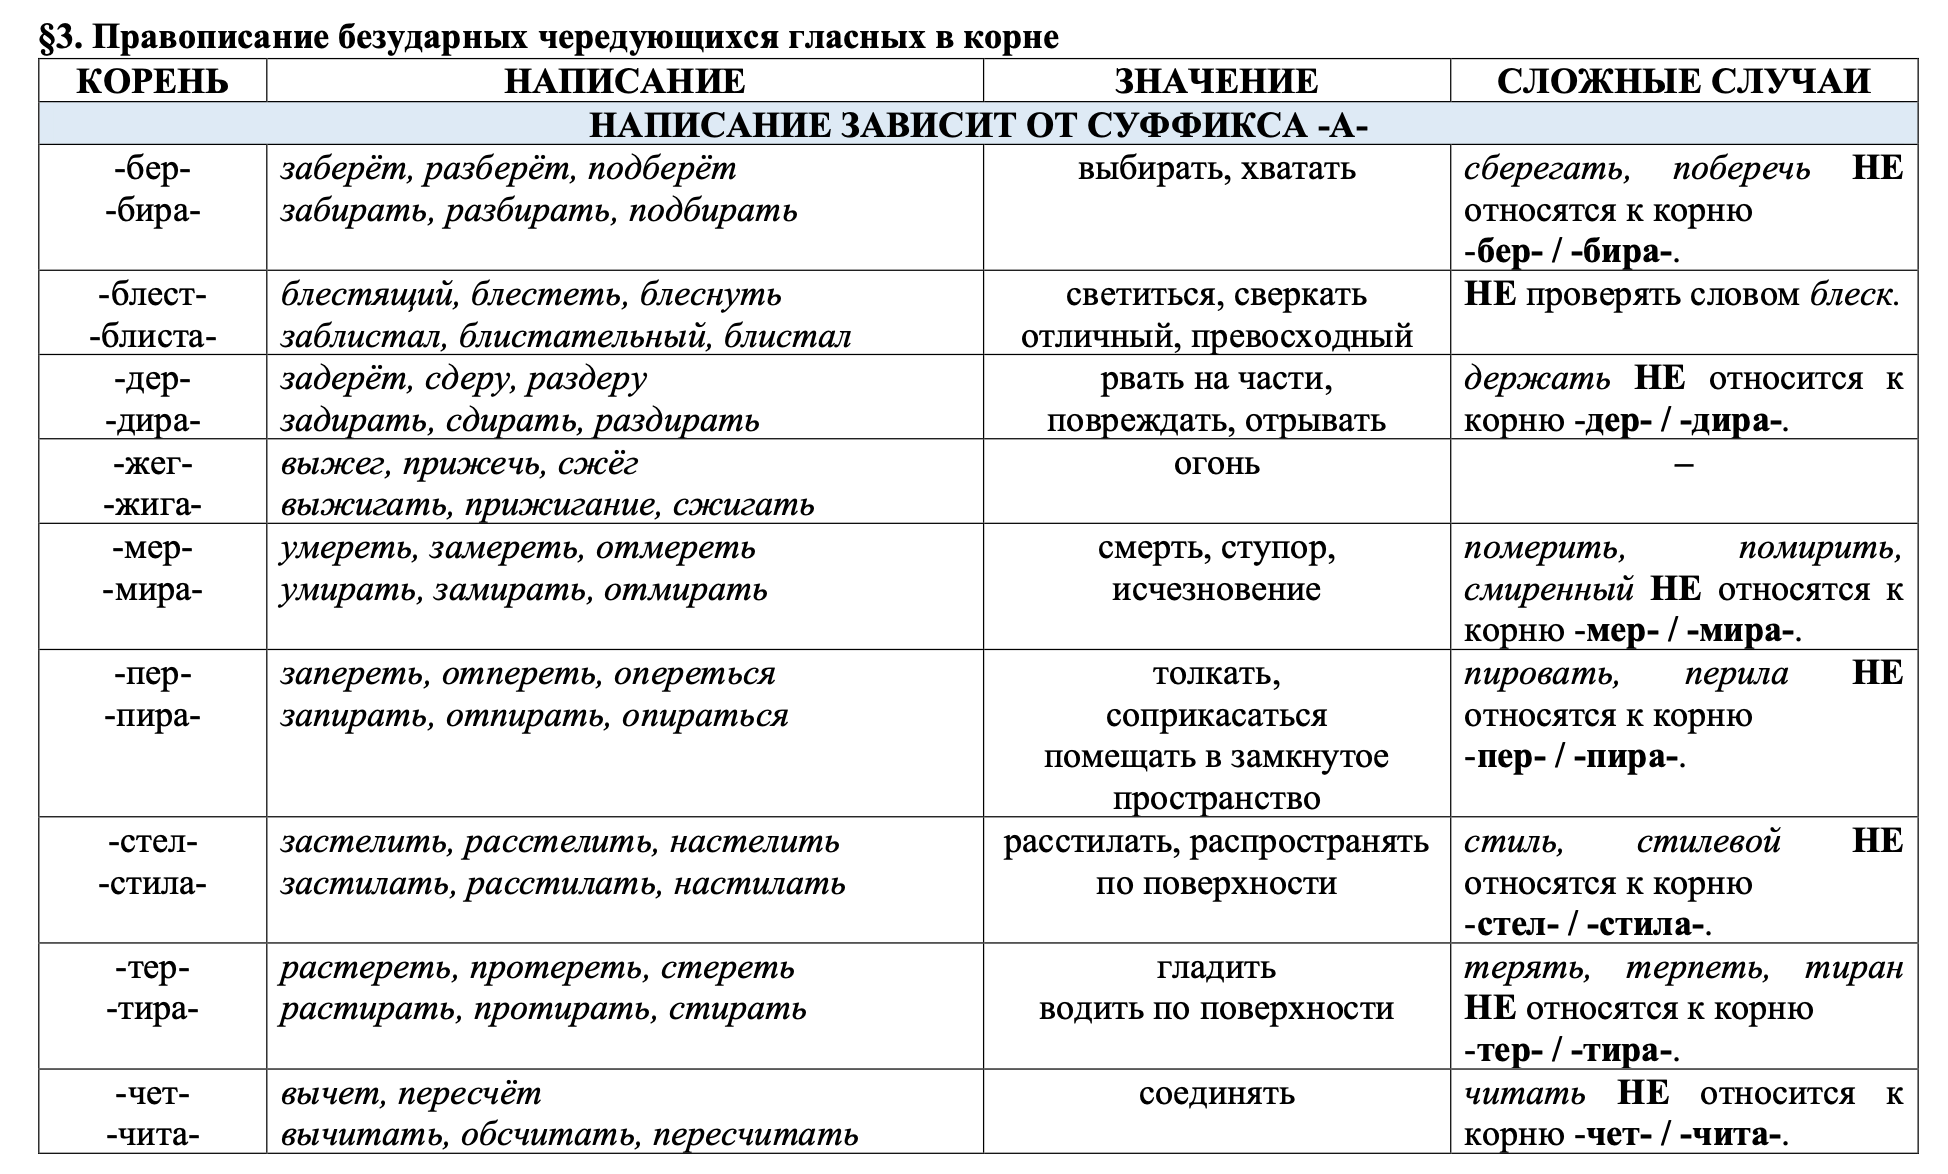 §3. Правописание безударных чередующихся гласных в корне
КОРЕНЬ НАПИСАНИЕ ЗНАЧЕНИЕ СЛОЖНЫЕ СЛУЧАИ
НАПИСАНИЕ ЗАВИСИТ ОТ СУФФИКСА -А-
-бер-
-бира-
заберёт, разберёт, подберёт
забирать, разбирать, подбирать
выбирать, хватать
сберегать, поберечь НЕ
относятся к корню
-бер- / -бира-.
-блест-
-блиста-
блестящий, блестеть, блеснуть
заблистал, блистательный, блистал
светиться, сверкать
отличный, превосходный
НЕ проверять словом блеск.
-дер-
-дира-
задерёт, сдеру, раздеру
задирать, сдирать, раздирать
рвать на части,
повреждать, отрывать
держать НЕ относится к
корню -дер- / -дира-.
-жег-
-жига-
выжег, прижечь, сжёг
выжигать, прижигание, сжигать
огонь
–
-мер-
-мира-
умереть, замереть, отмереть
умирать, замирать, отмирать
смерть, ступор,
исчезновение
померить, помирить,
смиренный НЕ относятся к
корню -мер- / -мира-.
-пер-
-пира-
запереть, отпереть, опереться
запирать, отпирать, опираться
толкать,
соприкасаться
помещать в замкнутое
пространство
пировать, перила НЕ
относятся к корню
-пер- / -пира-.
-стел-
-стила-
застелить, расстелить, настелить
застилать, расстилать, настилать
расстилать, распространять
по поверхности
стиль, стилевой НЕ
относятся к корню
-стел- / -стила-.
-тер-
-тира-
растереть, протереть, стереть
растирать, протирать, стирать
гладить
водить по поверхности
терять, терпеть, тиран
НЕ относятся к корню
-тер- / -тира-.
-чет-
-чита-
вычет, пересчёт
вычитать, обсчитать, пересчитать
соединять
читать НЕ относится к
корню -чет- / -чита-.